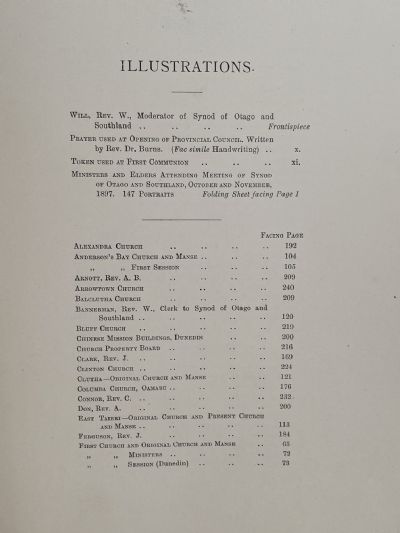 ILLUSTRATIONS.
WILL, REV. W., Moderator of Synod of Otago and
Southland .. .. .. .. Frontispiece
PRAYER USED AT OPENING OF PROVINCIAL COUNCIL. Written
by Rev. Dr. Burns. (Fac simile Handwriting) .. x.
TOKEN USED AT FIRST COMMUNION .. .. .. xi.
MINISTERS AND ELDERS ATTENDING MEETING OF SYNOD
OF OTAGO AND SOUTHLAND, OCTOBER AND NOVEMBER,
1897. 147 PORTRAITS Folding Sheet facing Page 1
FACING PAGE
ALEXANDRA CHURCH .. .. .. .. 192
ANDERSON'S BAY CHURCH AND MANSE .. .. .. 104
„ „ FIRST SESSION .. .. .. 105
ARNOTT, REV. A. B. .. .. .. .. 209
ARROWTOWN CHURCH .. .. .. .. 240
BALCLUTHA CHURCH .. .. .. .. 209
BANNERMAN, REV. W., Clerk to Synod of Otago and
Southland .. .. .. .. .. 120
BLUFF CHURCH .. .. .. .. 219
CHINESE MISSION BUILDINGS, DUNEDIN .. .. 200
CHURCH PROPERTY BOARD .. .. .. .. 216
CLARK, REV. J. .. .. .. .. 169
CLINTON CHURCH .. .. .. .. 224
CLUTHA—ORIGINAL CHURCH AND MANSE .. .. 121
COLUMBA CHURCH, OAMARU .. .. .. .. 176
CONNOR, REV. C. .. .. .. .. .. 232
DON, REV. A. .. .. .. .. 200
EAST TAIERI—ORIGINAL CHURCH AND PRESENT CHURCH
AND MANSE .. .. .. .. .. 113
FERGUSON, REV. J. .. .. .. .. 184
FIRST CHURCH AND ORIGINAL CHURCH AND MANSE .. 65
„ „ MINISTERS .. .. .. .. 72
„ „ SESSION (Dunedin) .. .. .. 73